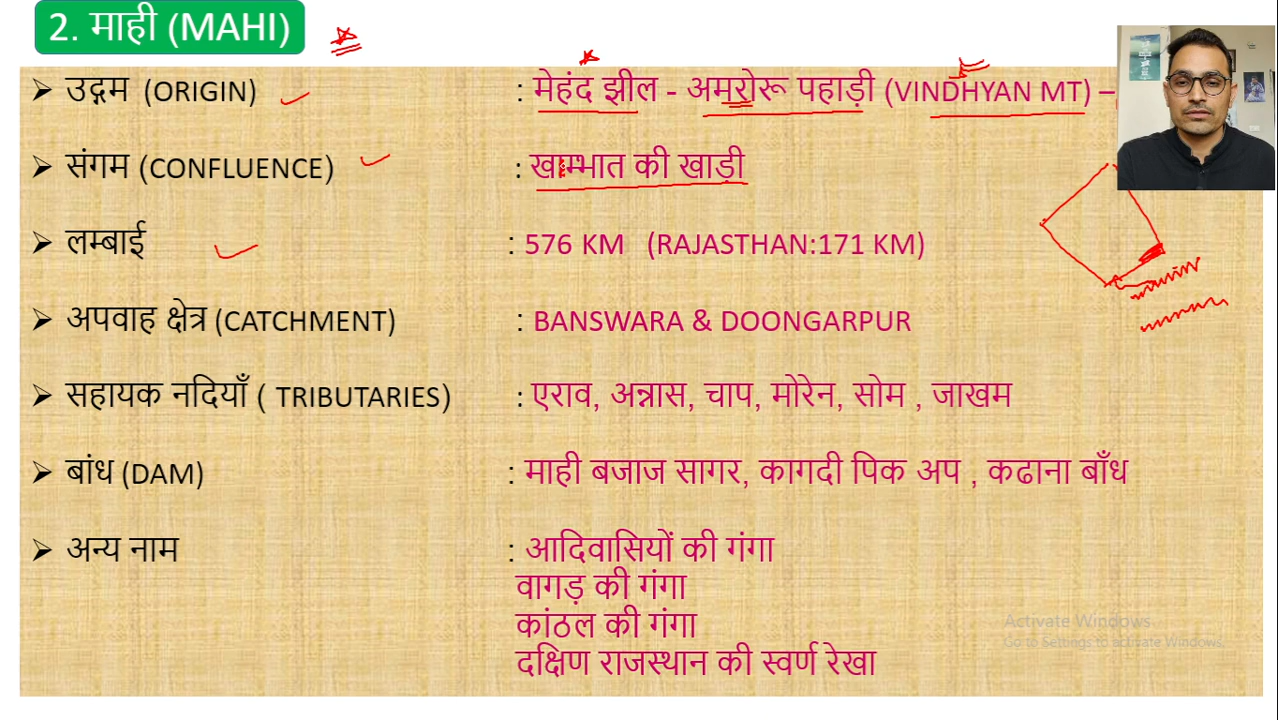 2. माही (MAHI)
➢ उद्गम (ORIGIN) : मेहंद झील - अमरोरू पहाड़ी (VINDHYAN MT) –
➢ संगम (CONFLUENCE) : खाम्भात की खाड़ी
➢ लम्बाई : 576 KM (RAJASTHAN:171 KM)
➢ अपवाह क्षेत्र (CATCHMENT) : BANSWARA & DOONGARPUR
➢ सहायक नदियाँ ( TRIBUTARIES) : एराव, अन्नास, चाप, मोरेन, सोम , जाखम
➢ बांध (DAM) : माही बजाज सागर, कागदी पिक अप , कढाना बाँध
➢ अन्य नाम : आदिवासियों की गंगा
वागड़ की गंगा
कांठल की गंगा
दक्षिण राजस्थान की स्वर्ण रेखा
Activate Windows
Go to Settings to activate Windows.